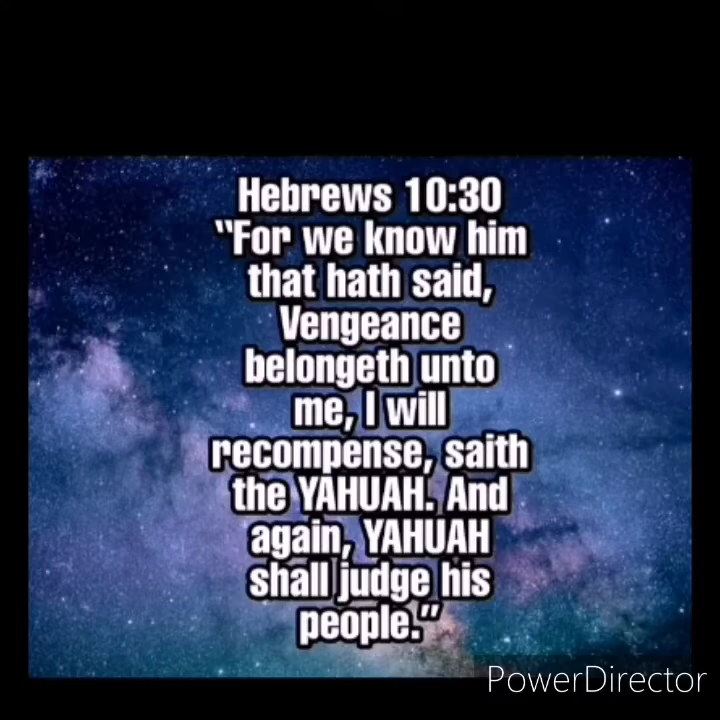 Hebrews 10:30
“For we know him
that hath said,
Vengeance
belongeth unto
me, I will
recompense, saith
the YAHUAH. And
again, YAHUAH
shall judge his
people.”
PowerDirector